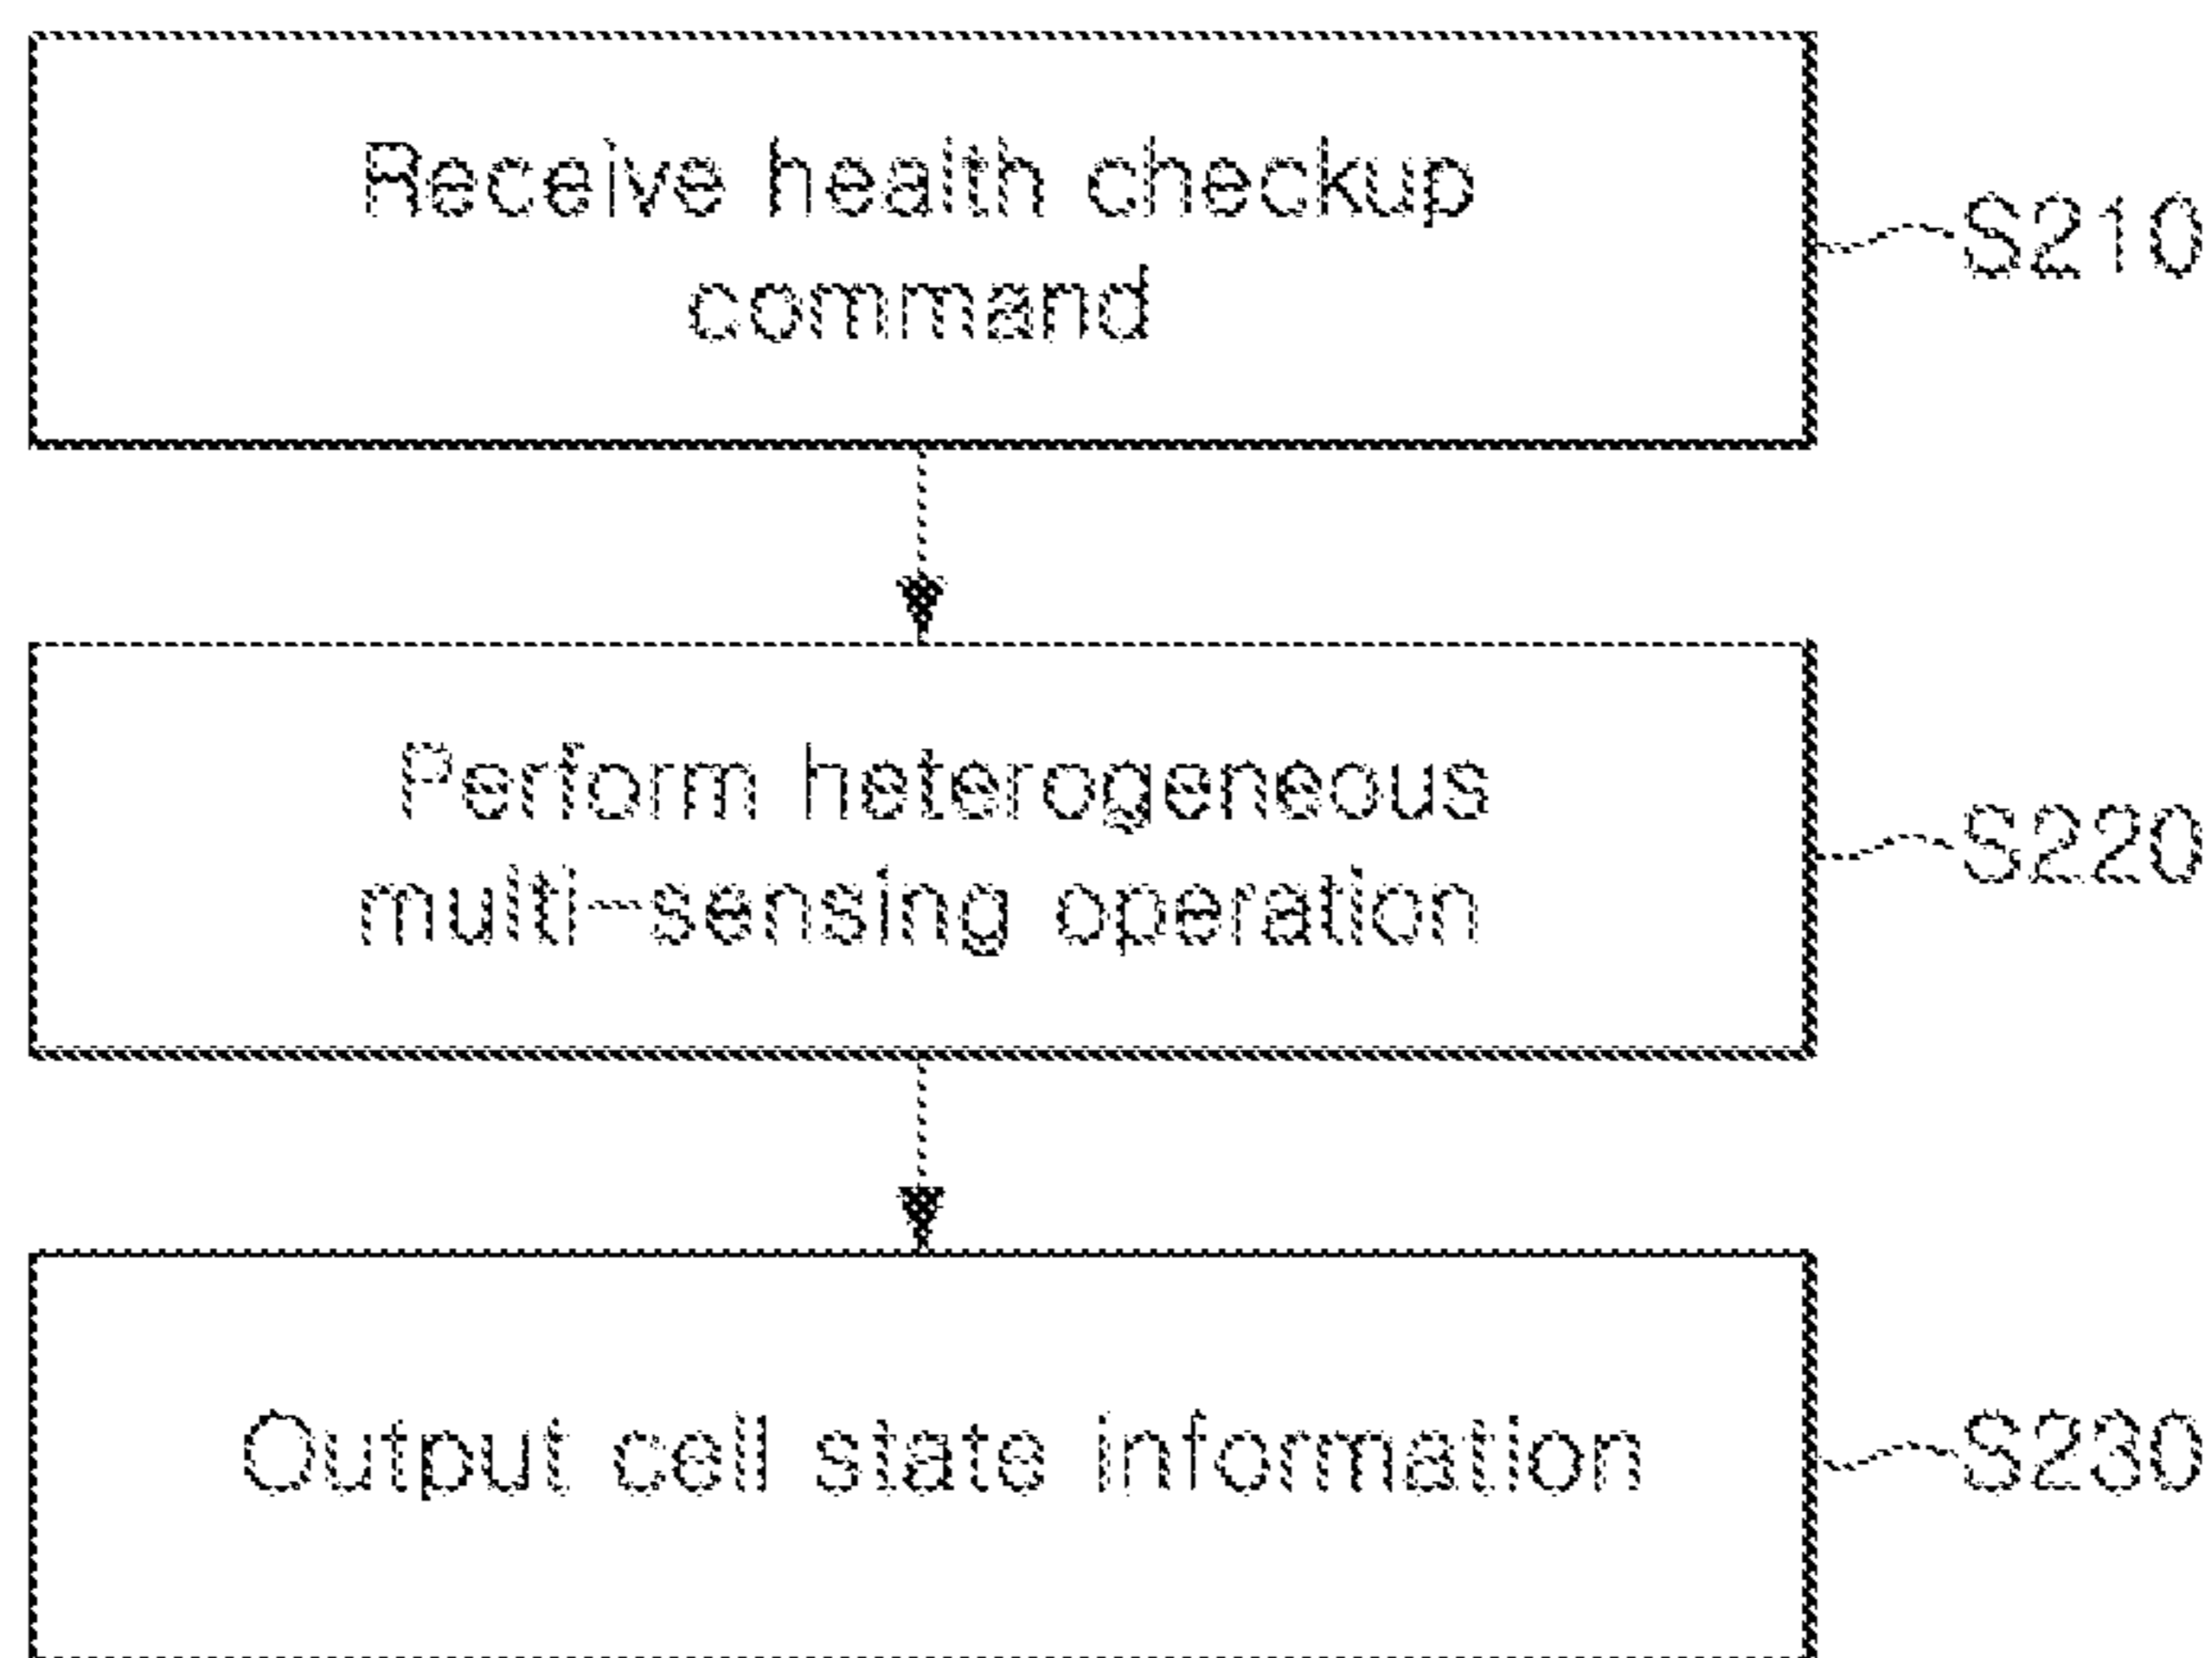 Receive health checkup
command
S210
Perform heterogeneous
multi-sensing operation
S220
Output cell state information
S230